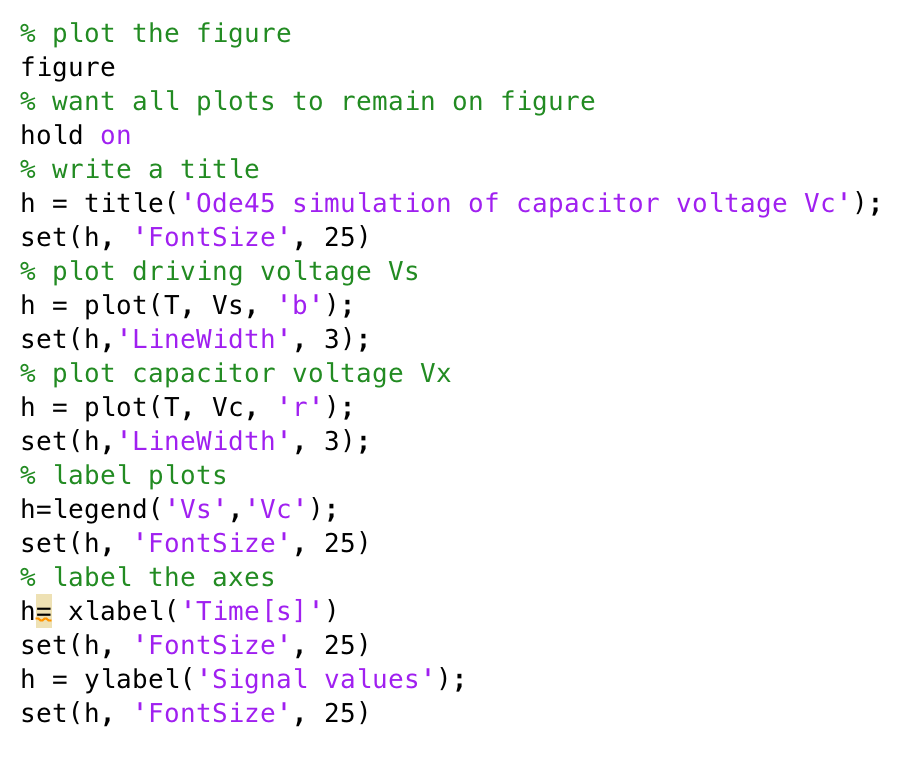 % plot the figure
figure
% want all plots to remain on figure
hold on
% write a title
h = title('Ode45 simulation of capacitor voltage Vc');
set(h, 'FontSize', 25)
% plot driving voltage Vs
h = plot(T, Vs, 'b');
set(h,'LineWidth', 3);
% plot capacitor voltage Vx
h = plot(T, Vc, 'r');
set(h,'LineWidth', 3);
% label plots
h=legend('Vs','Vc');
set(h, 'FontSize', 25)
% label the axes
h= xlabel('Time[s]')
set(h, 'FontSize', 25)
h = ylabel('Signal values');
set(h, 'FontSize', 25)